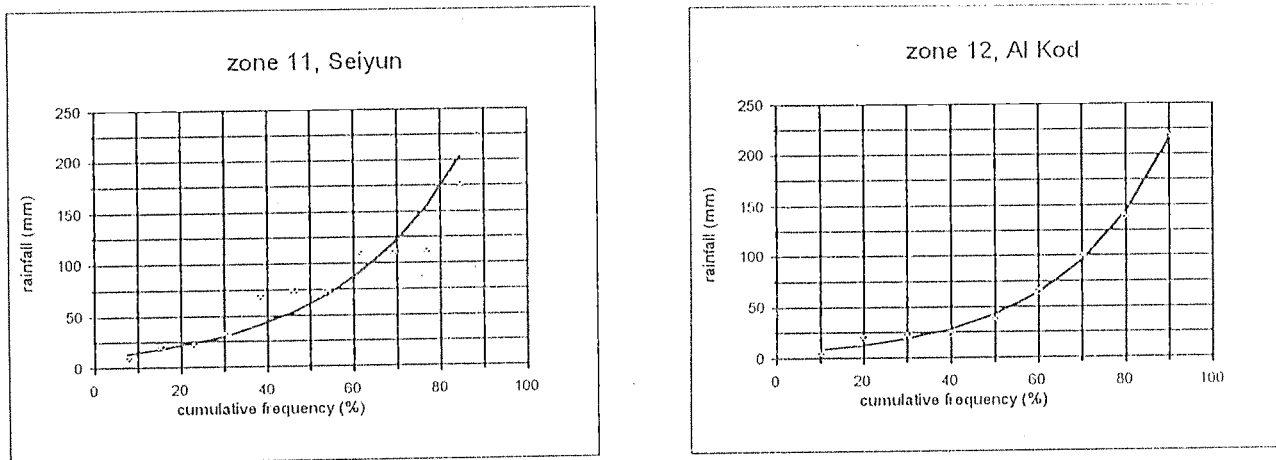 zone 11, Seiyun
250
200
150
100
50
0
rainfall (mm)
0 20 40 60 80 100
cumulative frequency (%)
zone 12, Al Kod
250
200
150
100
50
0
rainfall (mm)
0 20 40 60 80 100
cumulative frequency (%)